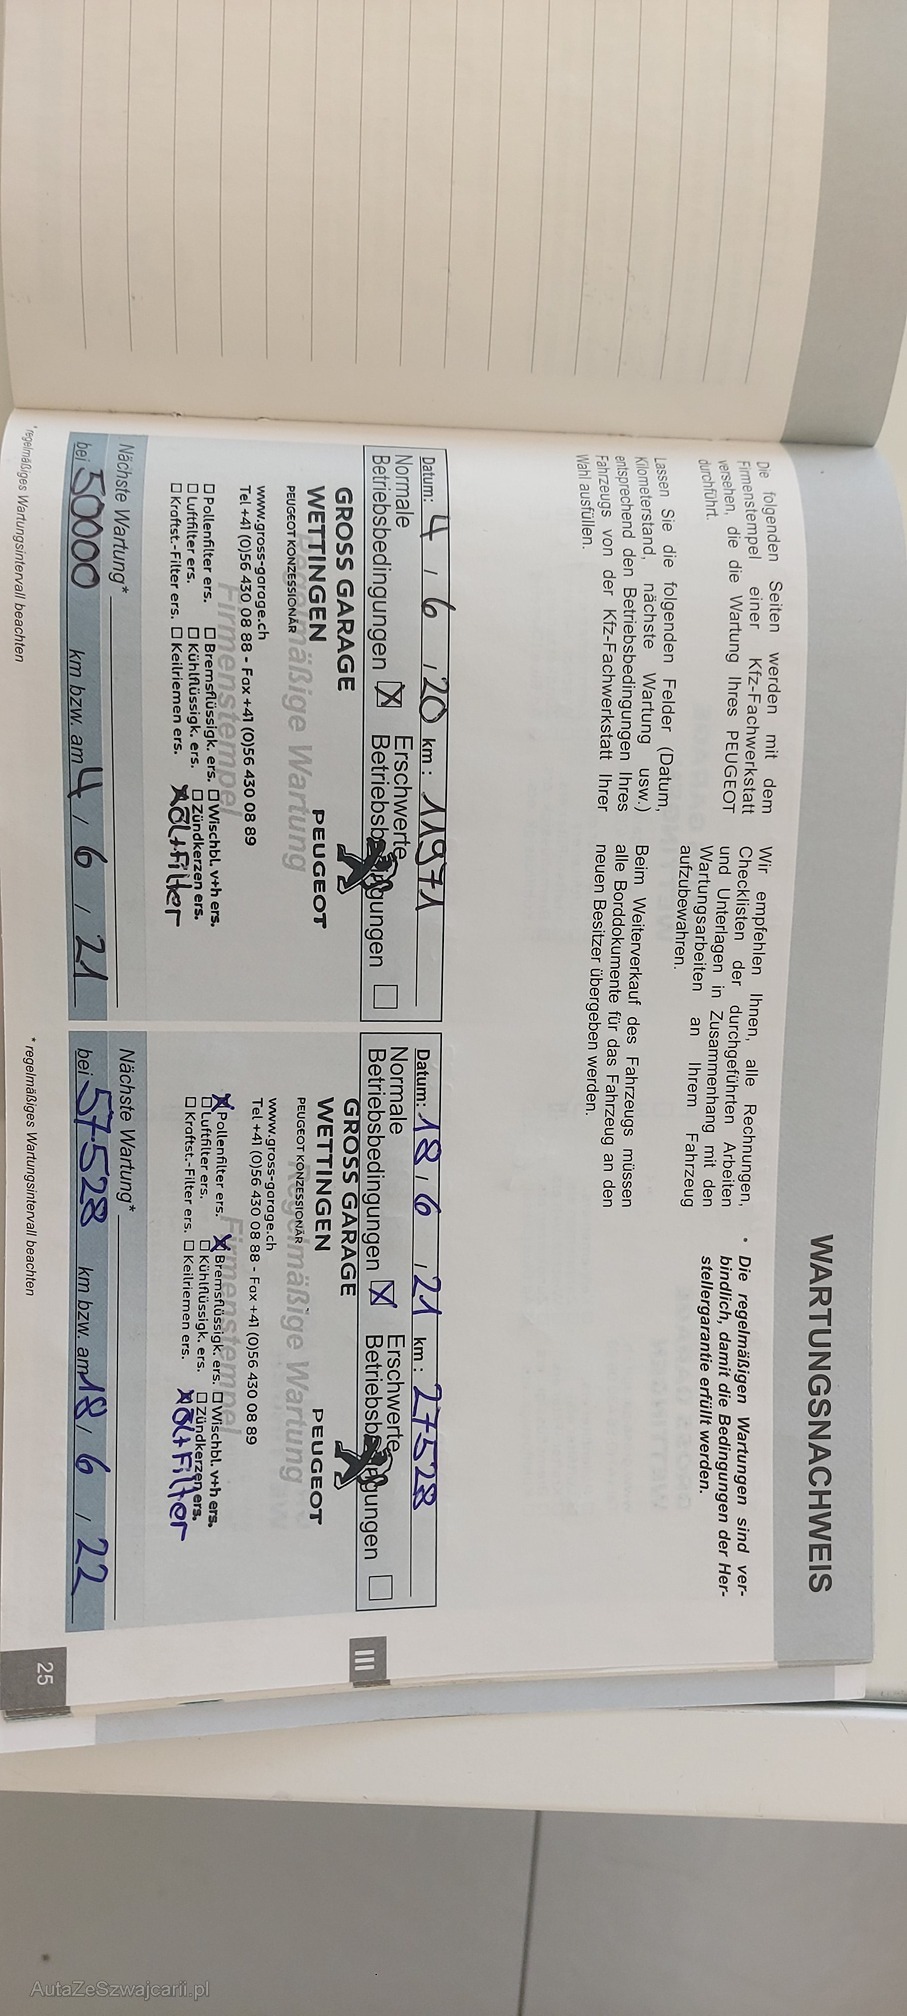 WARTUNGSNACHWEIS
Die folgenden Seiten werden mit dem
Firmenstempel einer Kfz-Fachwerkstatt
versehen, die die Wartung Ihres PEUGEOT
durchführt.
Lassen Sie die folgenden Felder (Datum,
Kilometerstand, nächste Wartung usw.)
entsprechend den Betriebsbedingungen Ihres
Fahrzeugs von der Kfz-Fachwerkstatt Ihrer
Wahl ausfüllen.
Wir empfehlen Ihnen, alle Rechnungen,
Checklisten der durchgeführten Arbeiten
und Unterlagen in Zusammenhang mit den
Wartungsarbeiten an Ihrem Fahrzeug
aufzubewahren.
Beim Weiterverkauf des Fahrzeugs müssen
alle Borddokumente für das Fahrzeug an den
neuen Besitzer übergeben werden.
• Die regelmäßigen Wartungen sind ver-
bindlich, damit die Bedingungen der Her-
stellergarantie erfüllt werden.
Datum: 4 / 6 / 20 km : 11971
Normale Erschwerte
Betriebsbedingungen ☒ Betriebsbedingungen ☐
GROSS GARAGE
WETTINGEN PEUGEOT
PEUGEOT KONZESSIONÄR
Regelmäßige Wartung
www.gross-garage.ch
Tel +41 (0)56 430 08 88 - Fax +41 (0)56 430 08 89
Firmenstempel
☐ Pollenfilter ers. ☐ Bremsflüssigk. ers. ☐ Wischbl. v+h ers.
☐ Luftfilter ers. ☐ Kühlflüssigk. ers. ☐ Zündkerzen ers.
☐ Kraftst.-Filter ers. ☐ Keilriemen ers. ☒ Öl+Filter
Nächste Wartung*
bei 50000 km bzw. am 4 / 6 / 21
* regelmäßiges Wartungsintervall beachten
Datum: 18 / 6 / 21 km : 27528
Normale Erschwerte
Betriebsbedingungen ☒ Betriebsbedingungen ☐
GROSS GARAGE
WETTINGEN PEUGEOT
PEUGEOT KONZESSIONÄR
Regelmäßige Wartung
www.gross-garage.ch
Tel +41 (0)56 430 08 88 - Fax +41 (0)56 430 08 89
Firmenstempel
☒ Pollenfilter ers. ☒ Bremsflüssigk. ers. ☐ Wischbl. v+h ers.
☐ Luftfilter ers. ☐ Kühlflüssigk. ers. ☐ Zündkerzen ers.
☐ Kraftst.-Filter ers. ☐ Keilriemen ers. ☒ Öl+Filter
Nächste Wartung*
bei 57528 km bzw. am 18 / 6 / 22
* regelmäßiges Wartungsintervall beachten
III
25
AutaZeSzwajcarii.pl